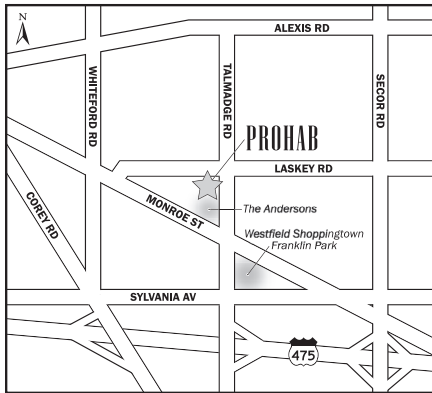 N
ALEXIS RD
WHITEFORD RD
TALMADGE RD
SECOR RD
PROHAB
LASKEY RD
The Andersons
MONROE ST
COREY RD
Westfield Shoppingtown
Franklin Park
SYLVANIA AV
475